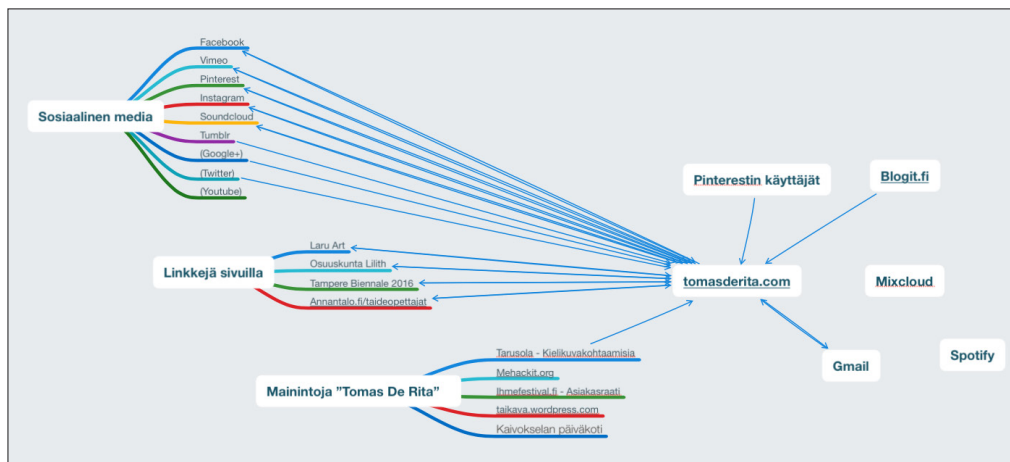 Facebook
Vimeo
Pinterest
Instagram
Soundcloud
Tumblr
(Google+)
(Twitter)
(Youtube)
Sosiaalinen media
Pinterestin käyttäjät
Blogit.fi
Laru Art
Osuuskunta Lilith
Tampere Biennale 2016
Annantalo.fi/taideopettajat
Linkkejä sivuilla
tomasderita.com
Mixcloud
Tarusola - Kielikuvakohtaamisia
Mehackit.org
Ihmefestival.fi - Asiakasraati
taikava.wordpress.com
Kaivokselan päiväkoti
Mainintoja ”Tomas De Rita”
Gmail
Spotify